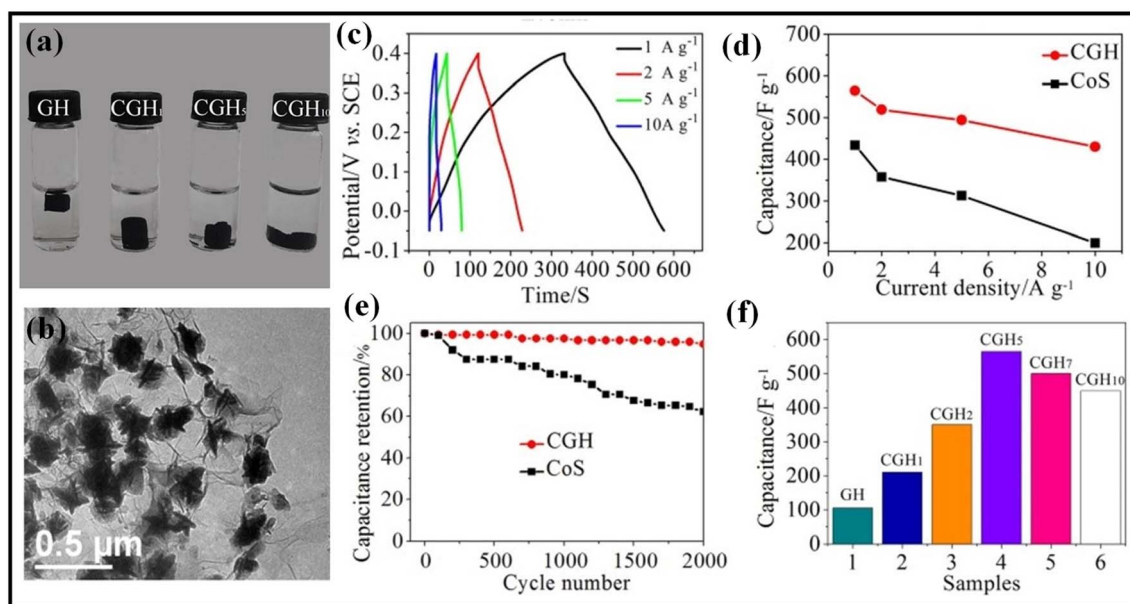 (a)
GH
CGH₁
CGH₅
CGH₁₀
(b)
0.5 µm
(c)
Potential/V vs. SCE
0.4
0.3
0.2
0.1
0.0
-0.1
1 A g⁻¹
2 A g⁻¹
5 A g⁻¹
10A g⁻¹
0 100 200 300 400 500 600
Time/S
(d)
Capacitance/F g⁻¹
700
600
500
400
300
200
CGH
CoS
0 2 4 6 8 10
Current density/A g⁻¹
(e)
Capacitance retention/%
100
80
60
40
20
0
CGH
CoS
0 500 1000 1500 2000
Cycle number
(f)
Capacitance/F g⁻¹
600
500
400
300
200
100
0
GH
CGH₁
CGH₂
CGH₅
CGH₇
CGH₁₀
1 2 3 4 5 6
Samples